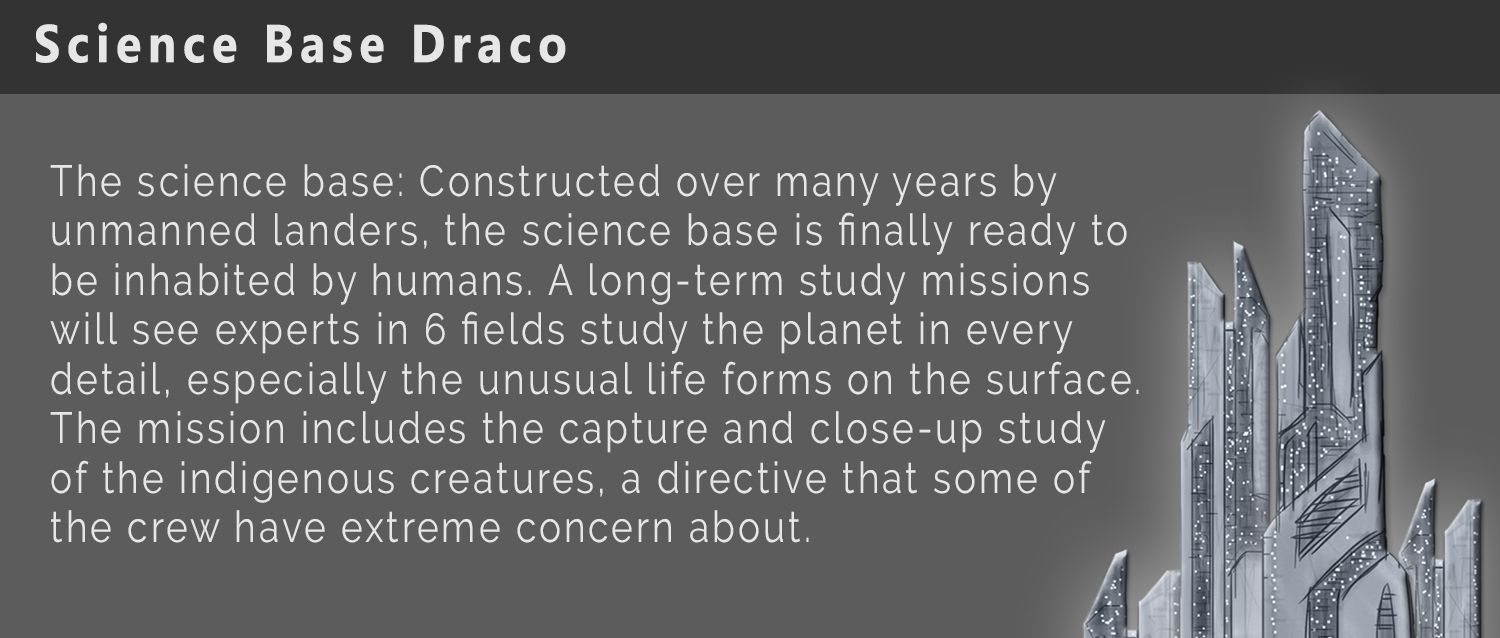 Science Base Draco
The science base: Constructed over many years by
unmanned landers, the science base is finally ready to
be inhabited by humans. A long-term study missions
will see experts in 6 fields study the planet in every
detail, especially the unusual life forms on the surface.
The mission includes the capture and close-up study
of the indigenous creatures, a directive that some of
the crew have extreme concern about.